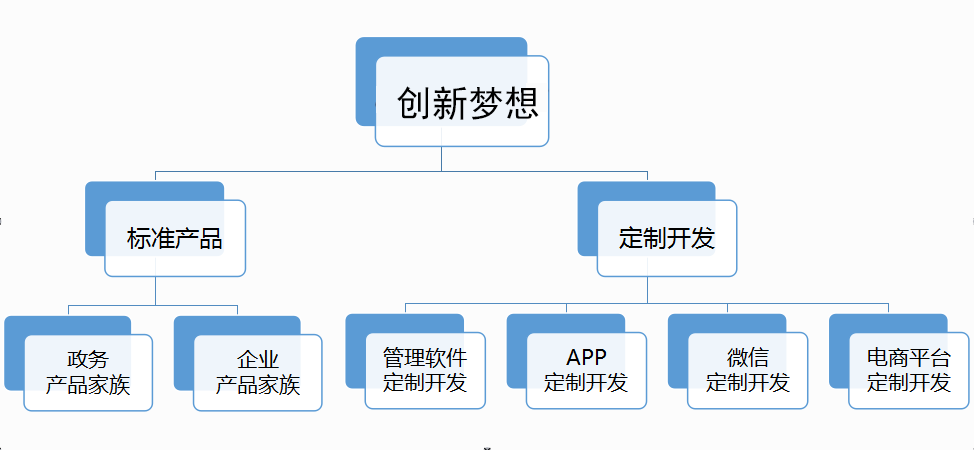 创新梦想
标准产品
定制开发
政务
产品家族
企业
产品家族
管理软件
定制开发
APP
定制开发
微信
定制开发
电商平台
定制开发